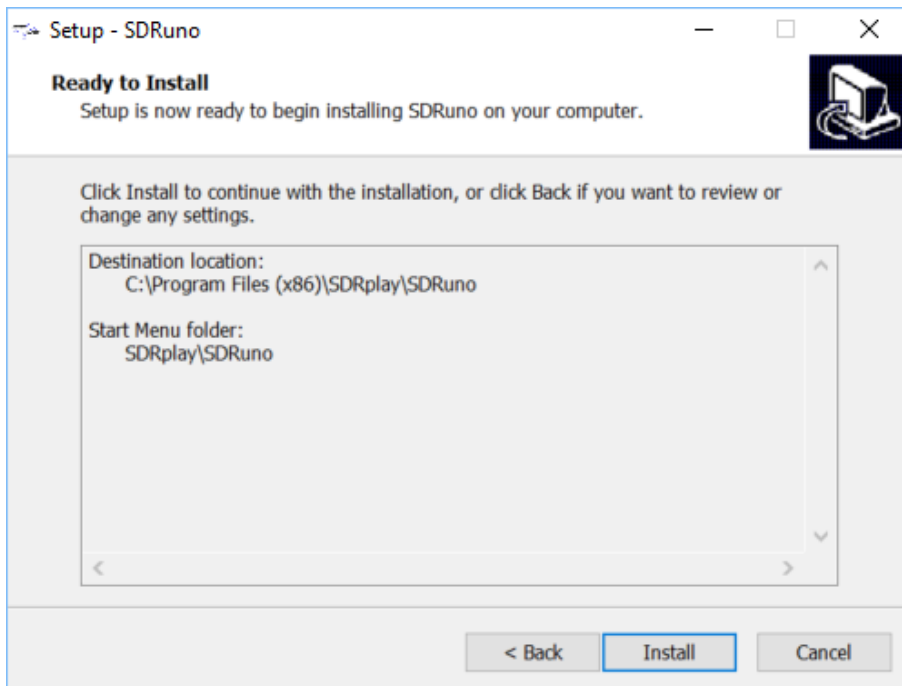 Setup - SDRuno
Ready to Install
Setup is now ready to begin installing SDRuno on your computer.
Click Install to continue with the installation, or click Back if you want to review or
change any settings.
Destination location:
C:\Program Files (x86)\SDRplay\SDRuno
Start Menu folder:
SDRplay\SDRuno
< Back Install Cancel